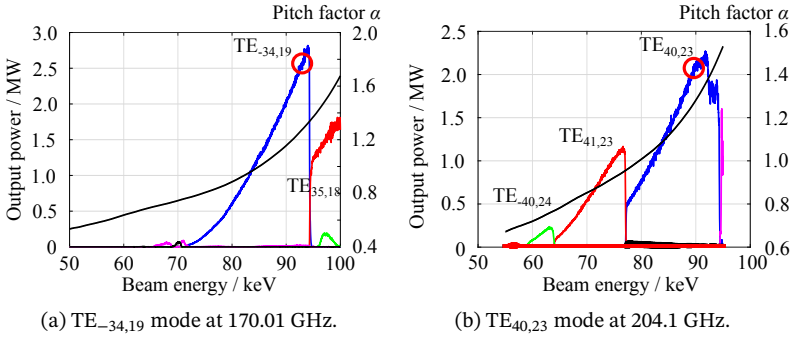 Pitch factor α
Pitch factor α
3.0
2.5
2.0
1.5
1.0
0.5
0
Output power / MW
TE-34,19
TE35,18
2.0
1.6
1.2
0.8
0.4
50 60 70 80 90 100
Beam energy / keV
(a) TE−34,19 mode at 170.01 GHz.
2.5
2.0
1.5
1.0
0.5
0
Output power / MW
TE40,23
TE41,23
TE-40,24
1.6
1.4
1.2
1.0
0.8
0.6
50 60 70 80 90 100
Beam energy / keV
(b) TE40,23 mode at 204.1 GHz.